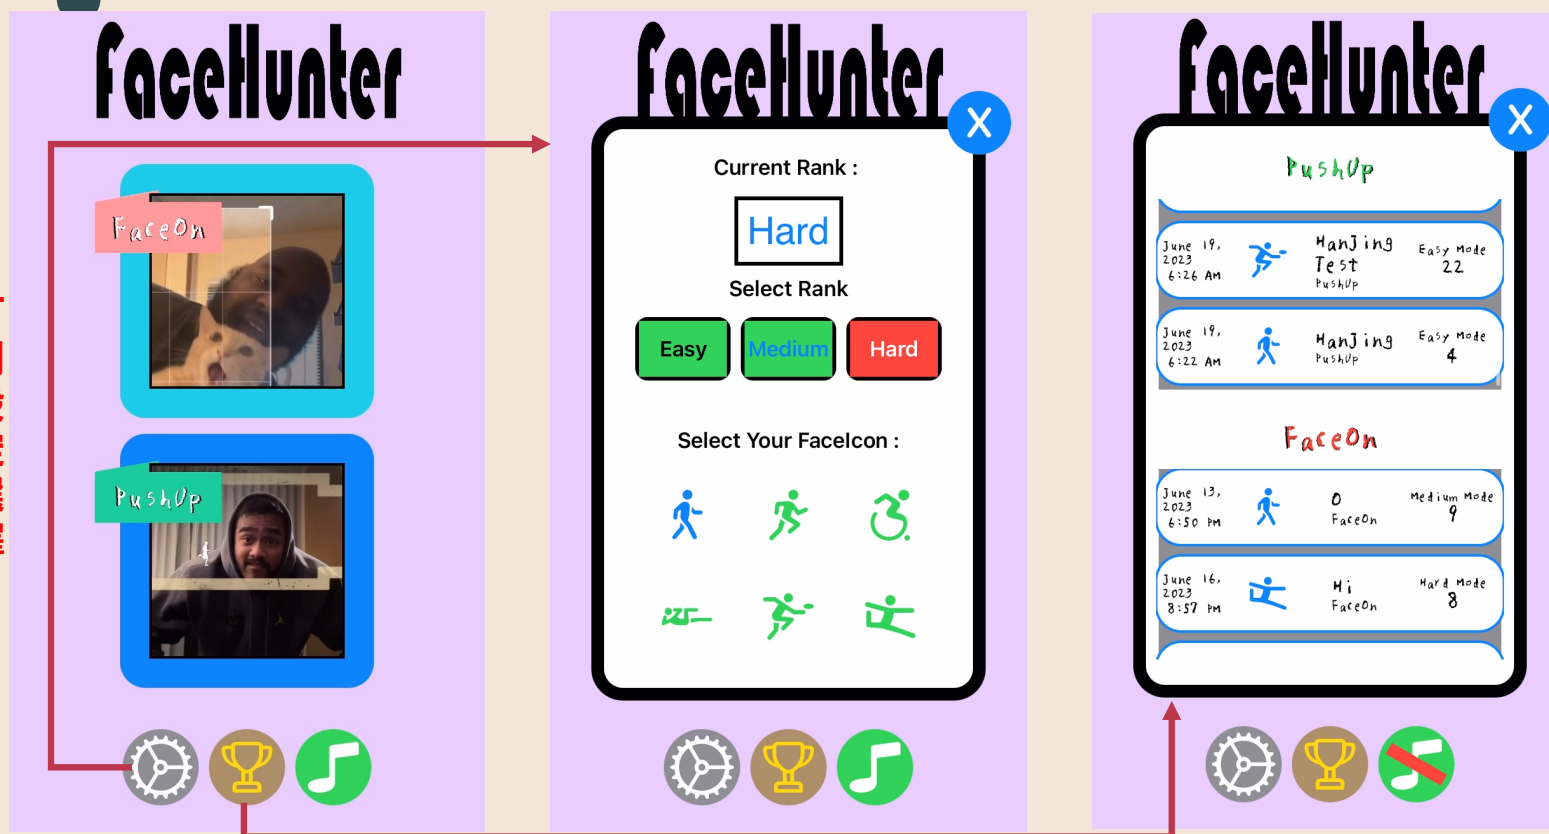 FaceHunter
FaceOn
PushUp
FaceHunter
X
Current Rank :
Hard
Select Rank
Easy
Medium
Hard
Select Your FaceIcon :
FaceHunter
X
PushUp
June 19,
2023
6:26 AM
HanJing
Test
PushUp
Easy Mode
22
June 19,
2023
6:22 AM
HanJing
PushUp
Easy Mode
4
FaceOn
June 13,
2023
6:50 PM
O
FaceOn
Medium Mode
9
June 16,
2023
8:57 PM
Hi
FaceOn
Hard Mode
8